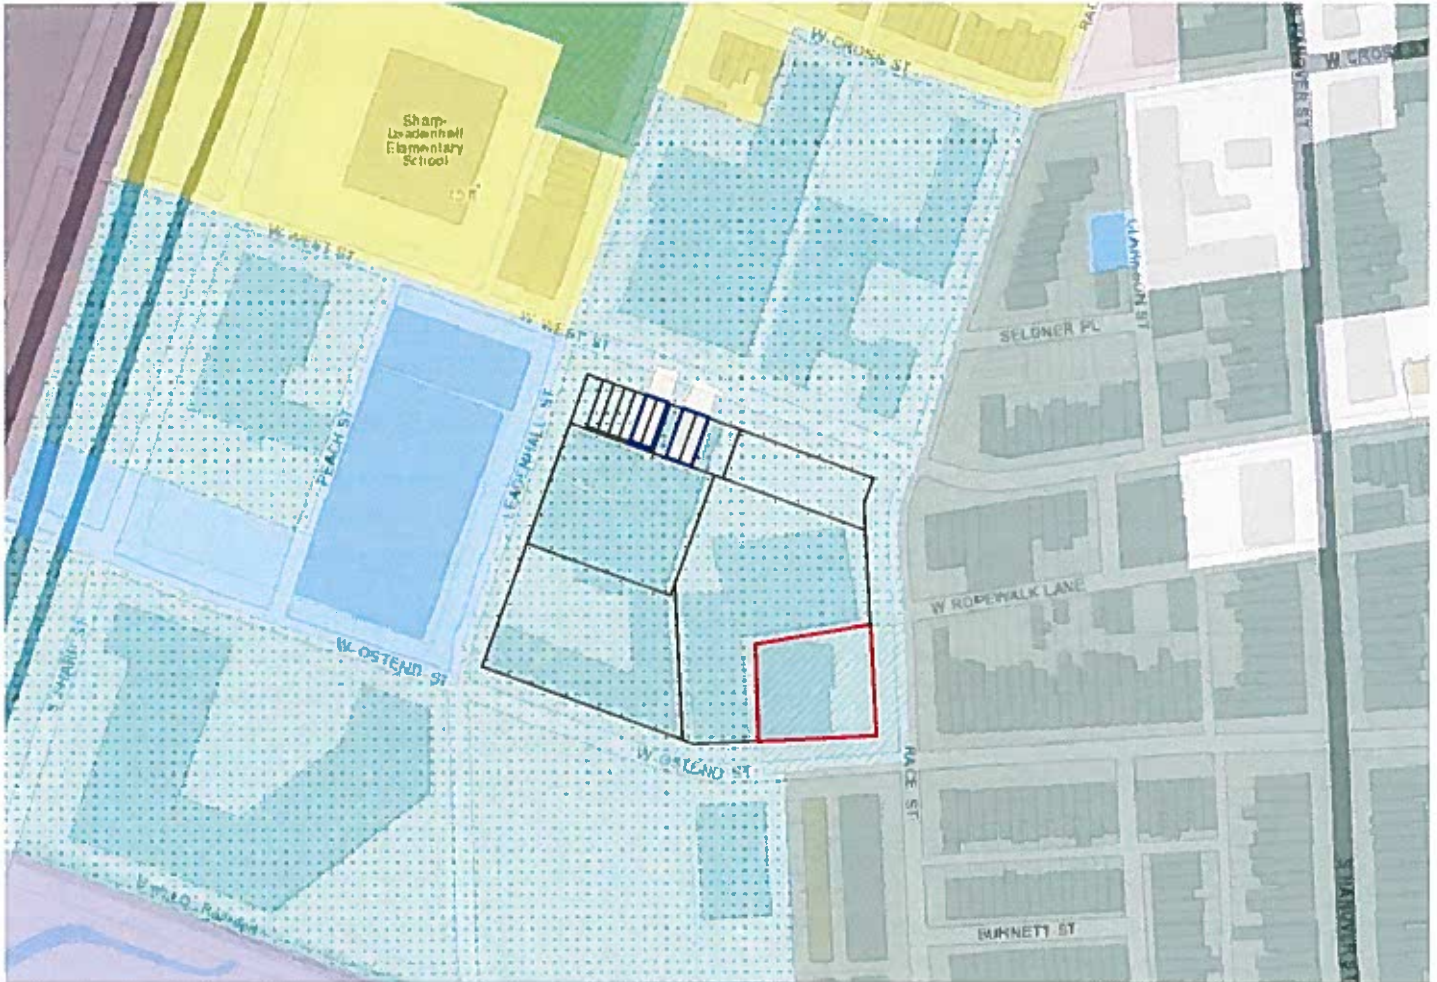 W CROSS ST
W CROSS ST
Sharp-
Leadenhall
Elementary
School
W WEST ST
W WEST ST
SELDNER PL
PEACH ST
LEADENHALL ST
W ROPEWALK LANE
W OSTEND ST
W OSTEND ST
RACE ST
BURNETT ST